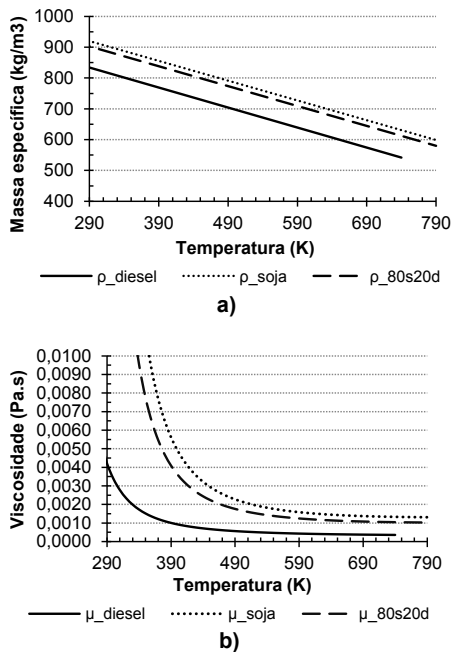 Massa específica (kg/m3)
1000
900
800
700
600
500
400
290 390 490 590 690 790
Temperatura (K)
ρ_diesel ρ_soja ρ_80s20d
a)
Viscosidade (Pa.s)
0,0100
0,0090
0,0080
0,0070
0,0060
0,0050
0,0040
0,0030
0,0020
0,0010
0,0000
290 390 490 590 690 790
Temperatura (K)
μ_diesel μ_soja μ_80s20d
b)